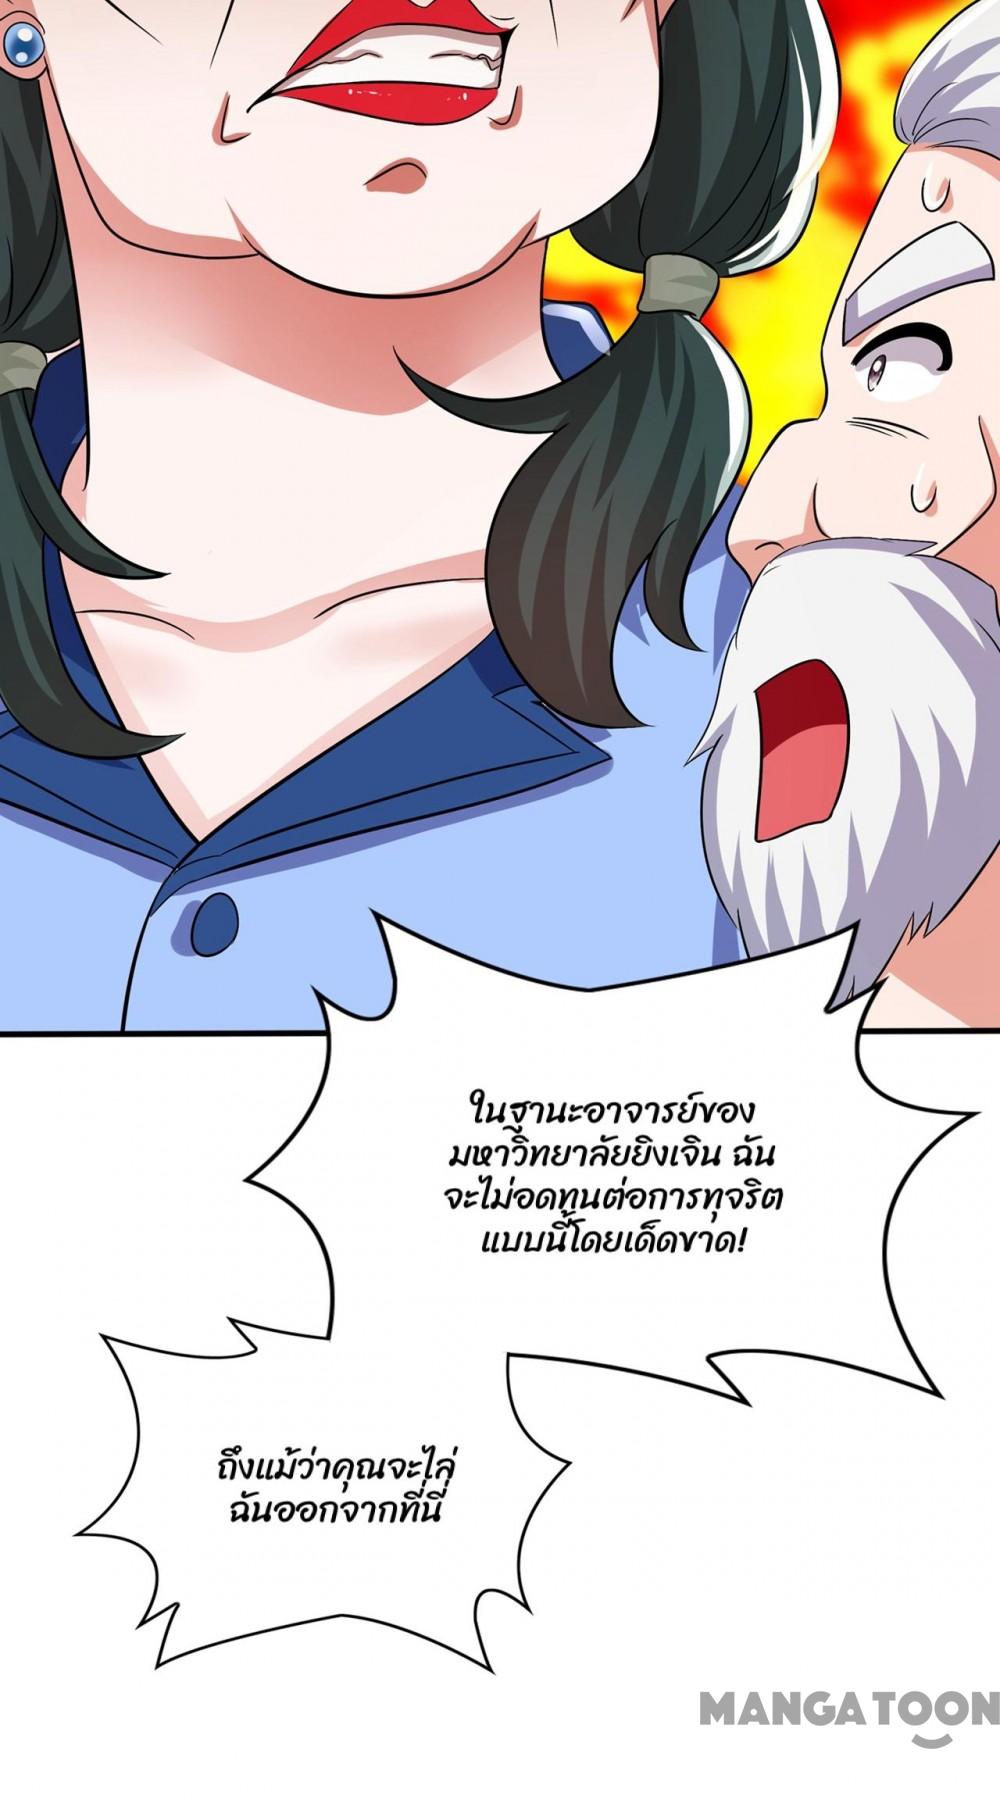 ในฐานะอาจารย์ของ
มหาวิทยาลัยยิงเจิน ฉัน
จะไม่อดทนต่อการทุจริต
แบบนี้โดยเด็ดขาด!
ถึงแม้ว่าคุณจะไล่
ฉันออกจากที่นี่
MANGATOON